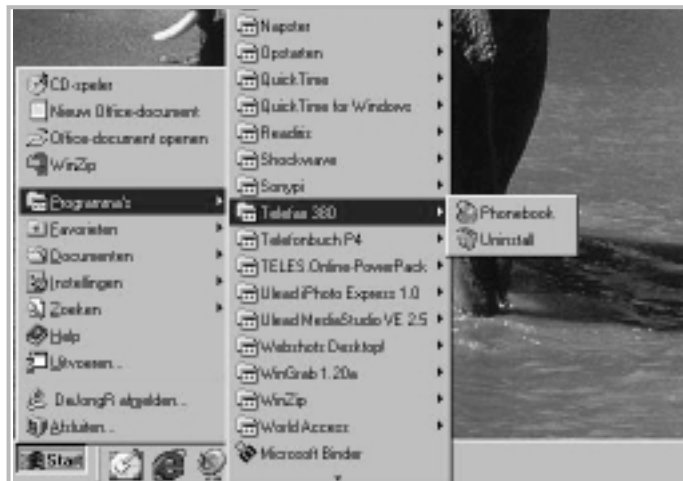 CD-speler
Nieuw Office-document
Office-document openen
WinZip
Programma's
Favorieten
Documenten
Instellingen
Zoeken
Help
Uitvoeren...
DeJongR afmelden...
Afsluiten...
Start
Napster
Opstarten
QuickTime
QuickTime for Windows
Readiris
Shockwave
Sonypi
Telefax 360
Telefonbuch P4
TELES.Online-PowerPack
Ulead iPhoto Express 1.0
Ulead MediaStudio VE 2.5
Webshots Desktop!
WinGrab 1.20a
WinZip
World Access
Microsoft Binder
Phonebook
Uninstall